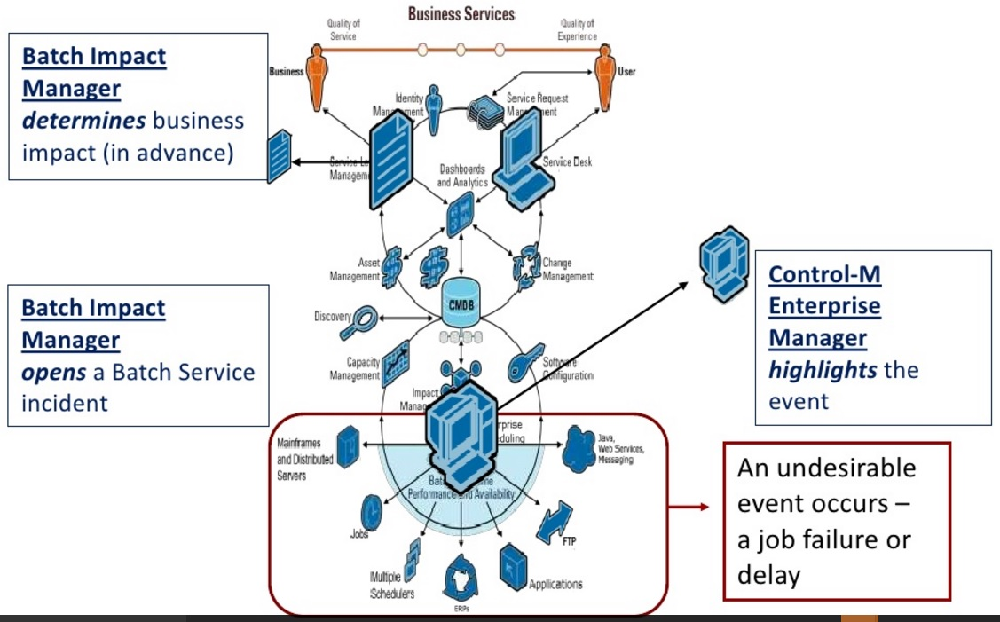 Business Services
Quality of
Service
Quality of
Experience
Batch Impact
Manager
determines business
impact (in advance)
Business
User
Identity
Service Request
Service Desk
Dashboards
and Analytics
Asset
Management
Change
Management
CMDB
Discovery
Capacity
Management
Software
Configuration
Impact
Batch Impact
Manager
opens a Batch Service
incident
Control-M
Enterprise
Manager
highlights the
event
Mainframes
and Distributed
Servers
Java,
Web Services,
Messaging
Performance and Availability
Jobs
FTP
Multiple
Schedulers
ERPs
Applications
An undesirable
event occurs –
a job failure or
delay